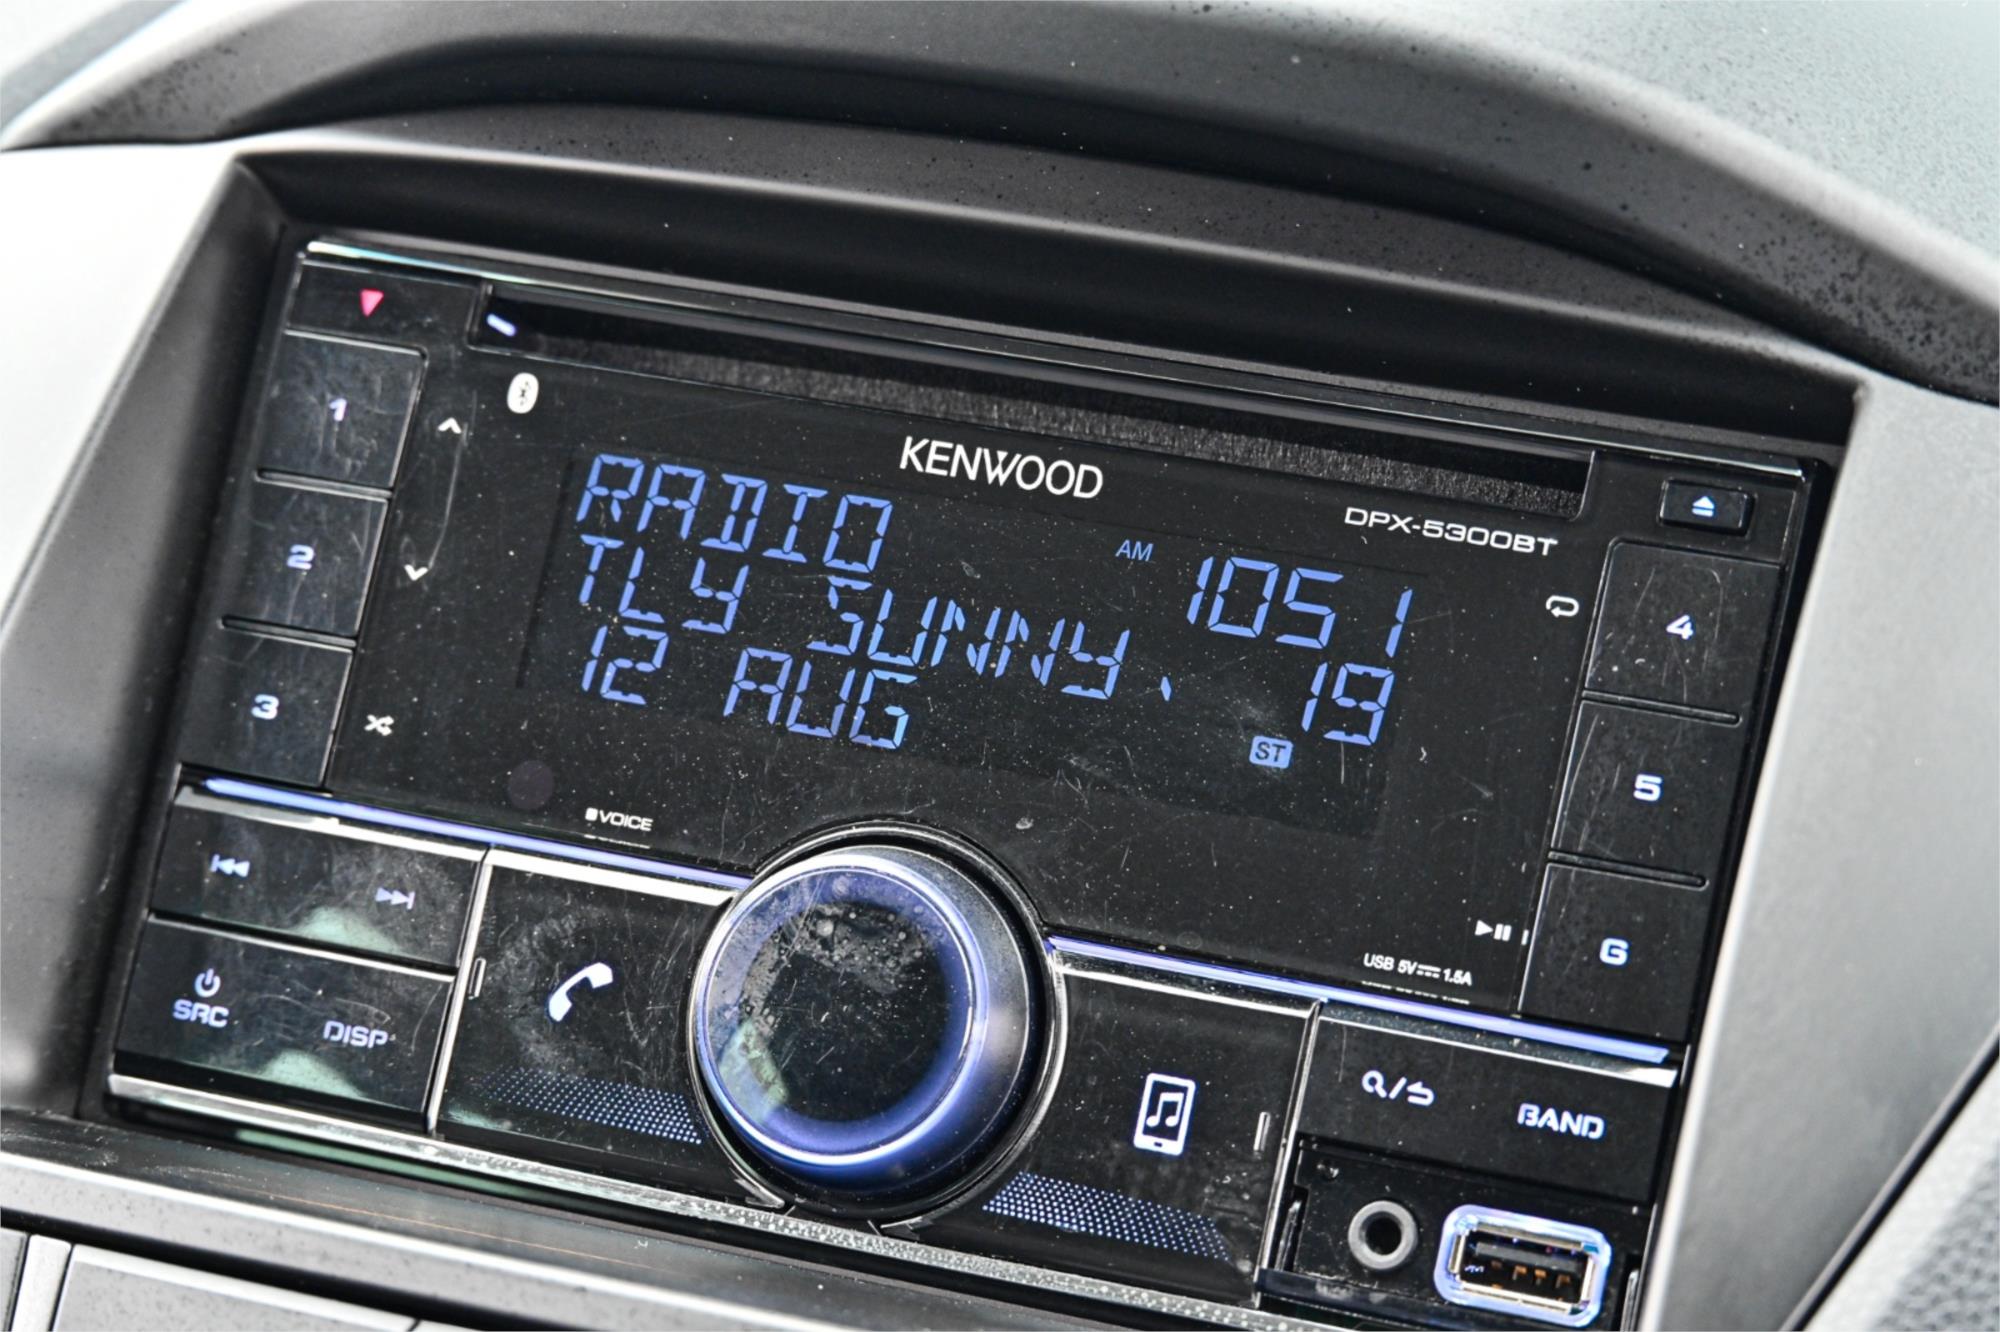 KENWOOD
DPX-5300BT
RADIO
AM 1051
TLY SUNNY, 19
12 AUG
ST
1
2
3
4
5
6
VOICE
USB 5V 1.5A
SRC
DISP
Q/
BAND